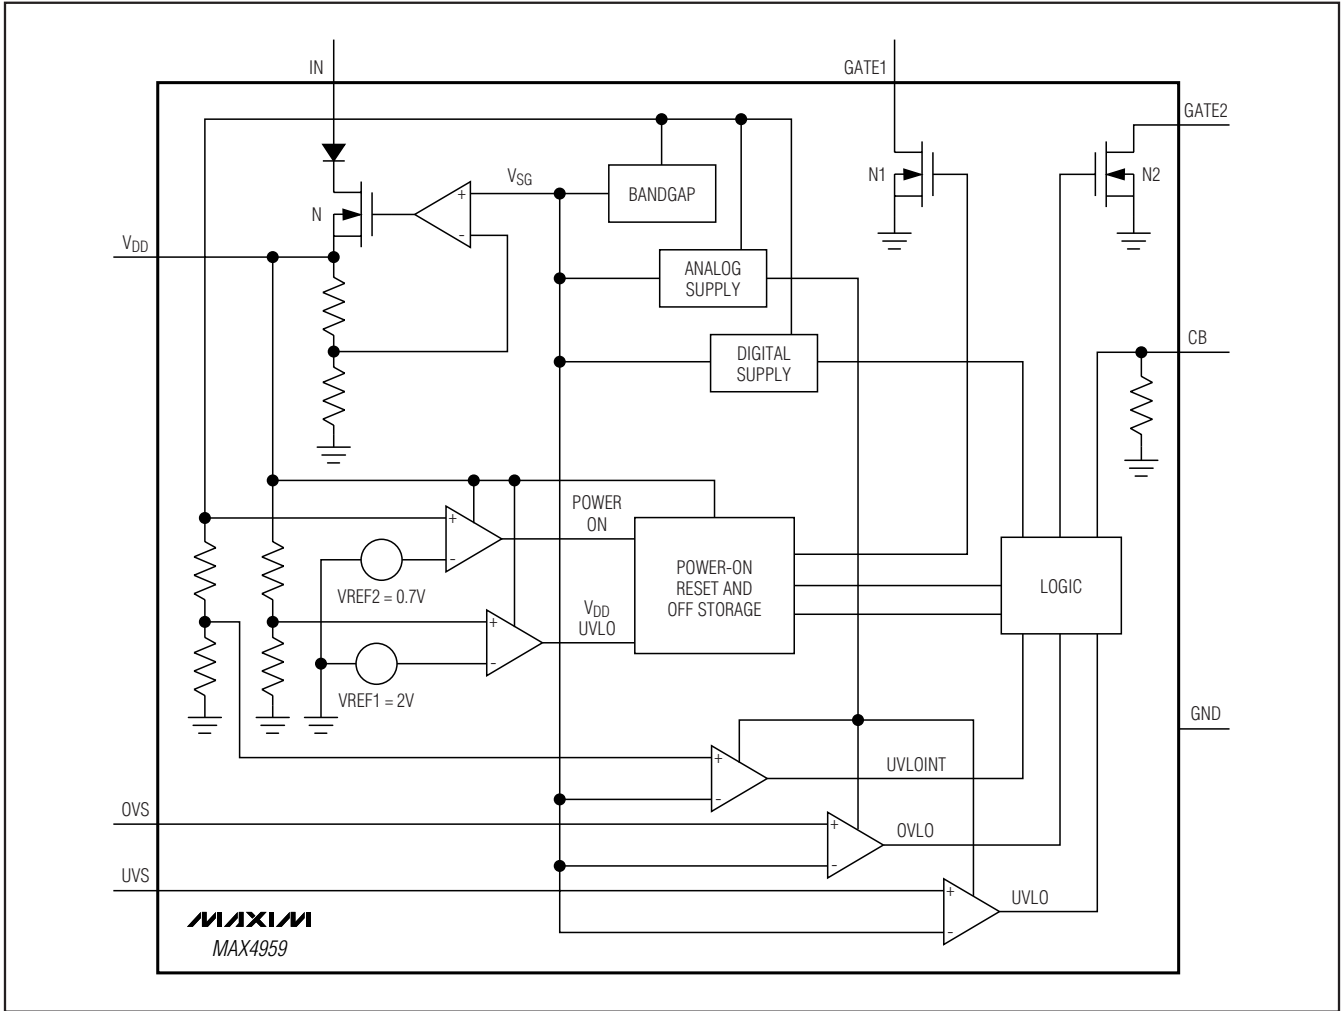 IN
GATE1
GATE2
VSG
BANDGAP
N1
N2
N
+
-
VDD
ANALOG
SUPPLY
CB
DIGITAL
SUPPLY
POWER
ON
+
-
VREF2 = 0.7V
POWER-ON
RESET AND
OFF STORAGE
LOGIC
VDD
UVLO
+
-
VREF1 = 2V
GND
+
-
UVLOINT
OVS
+
-
OVLO
UVS
+
-
UVLO
MAXIM
MAX4959